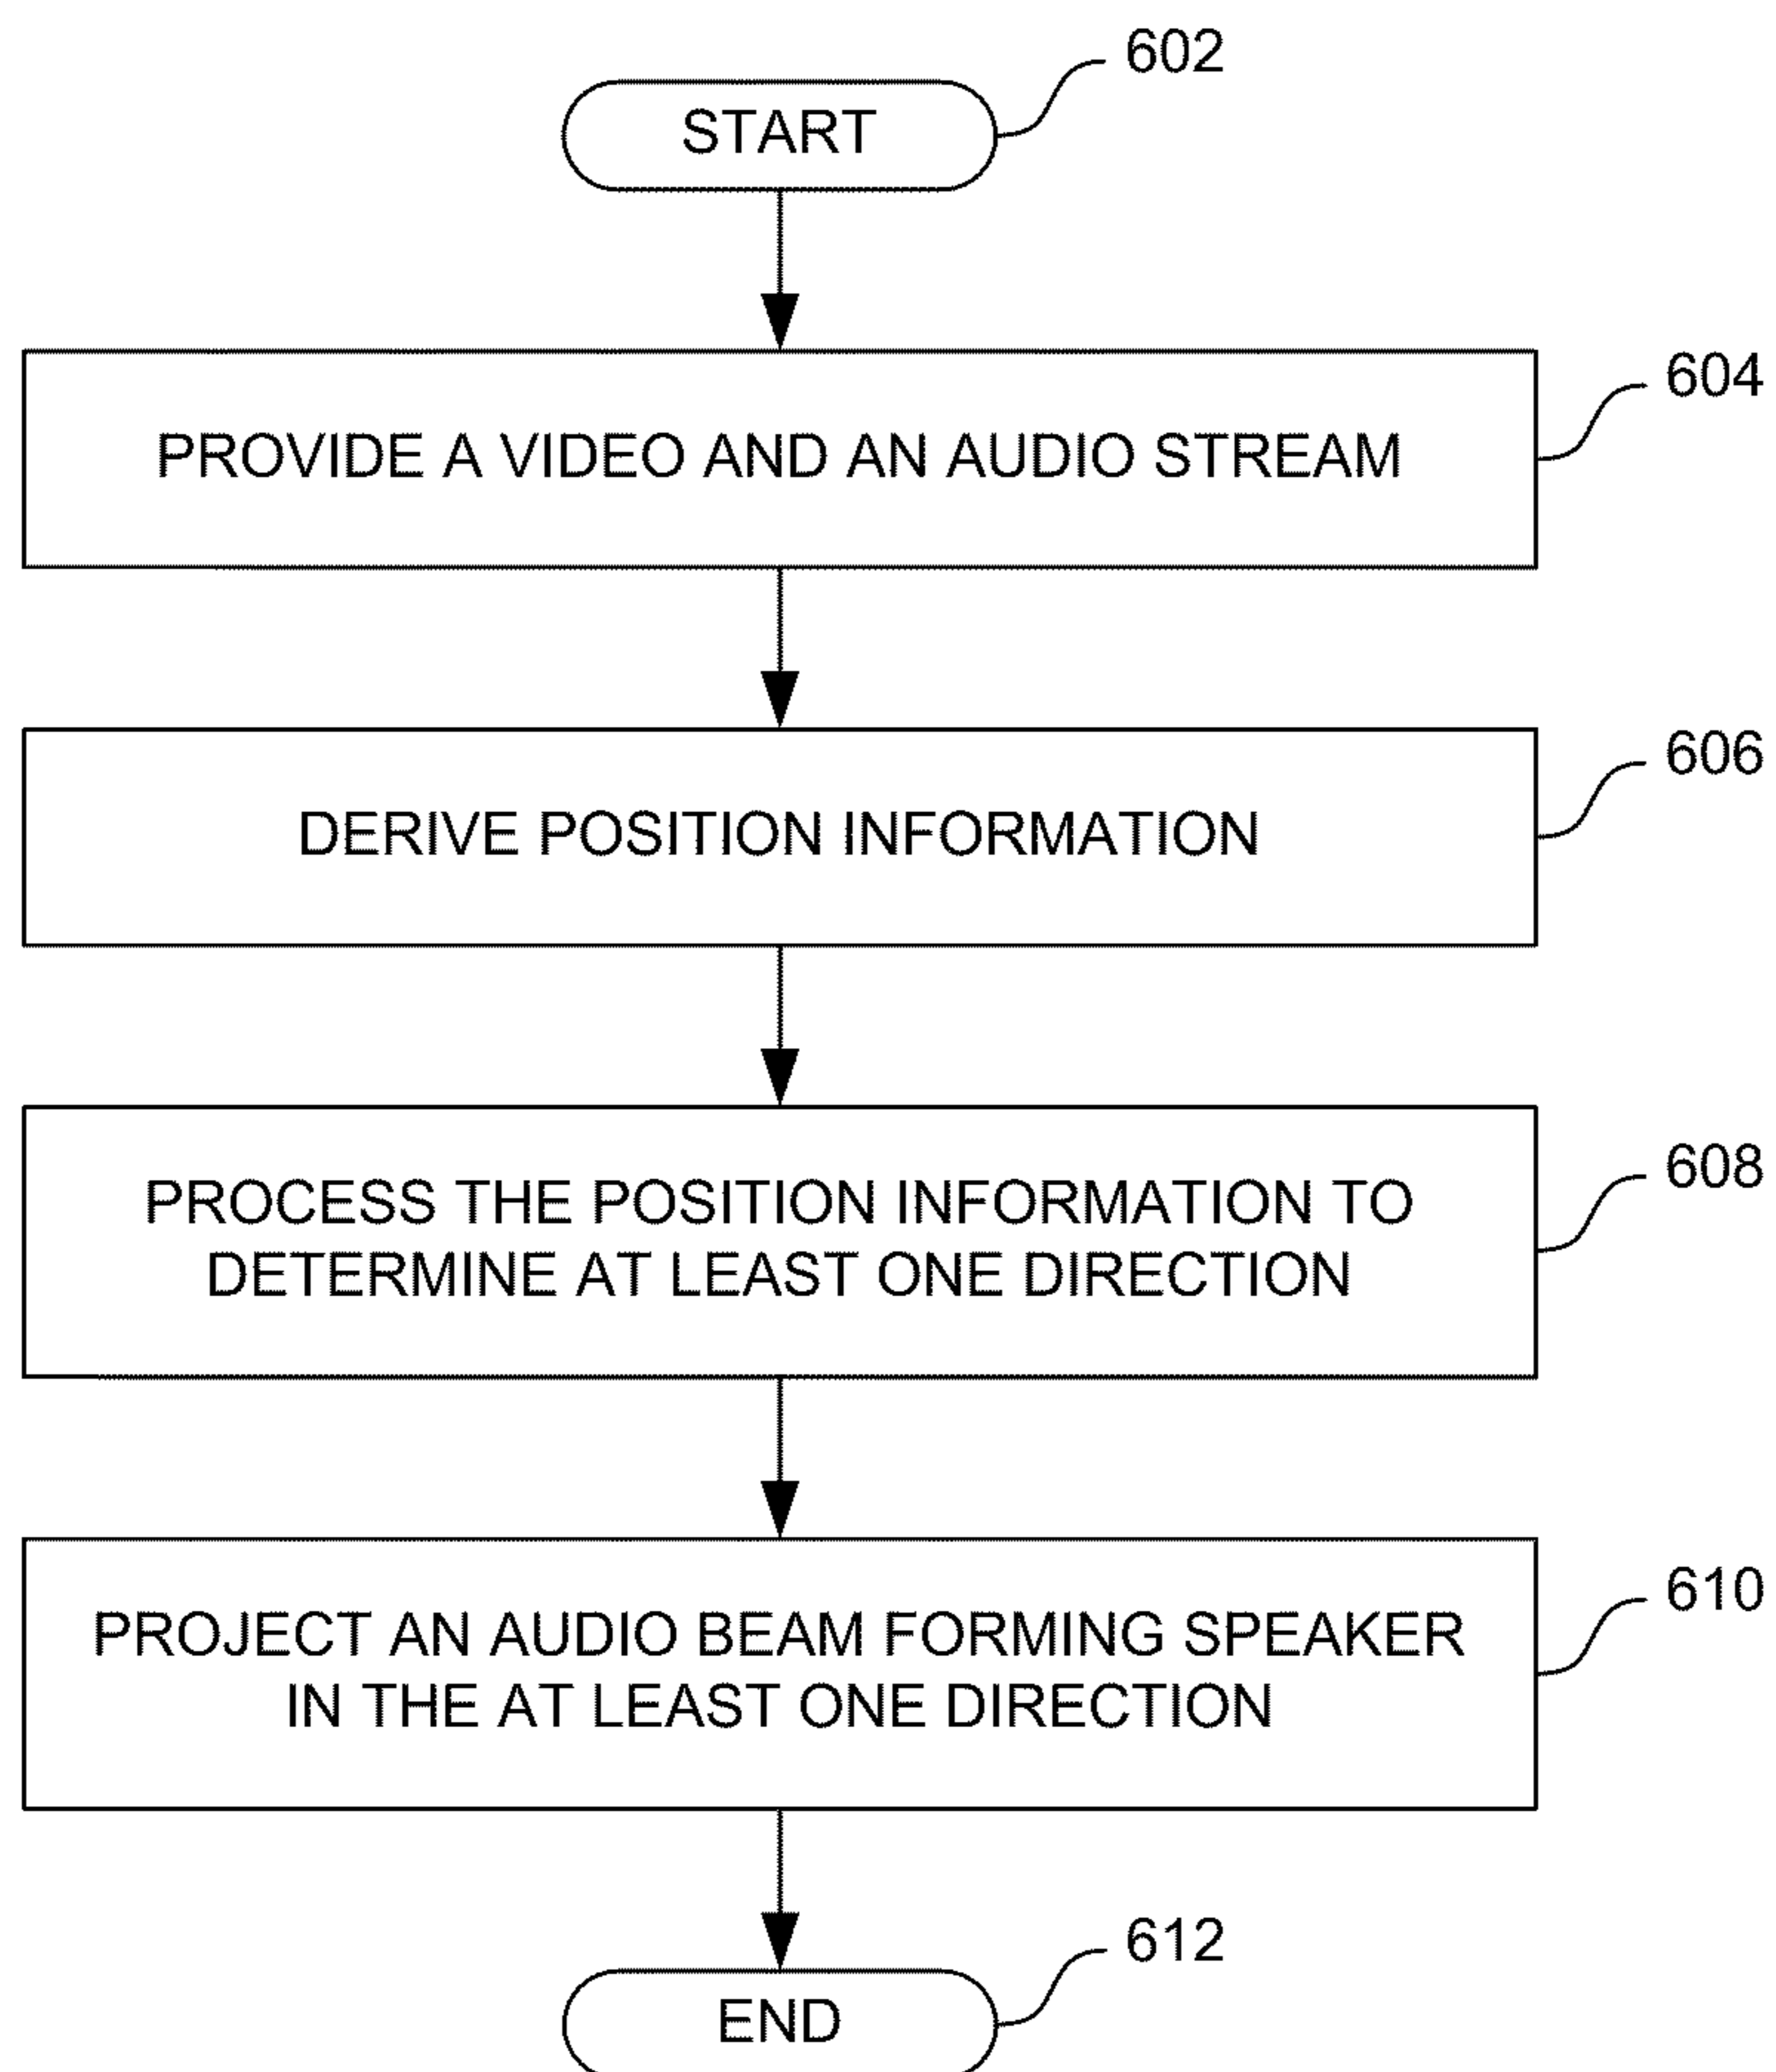 602
START
604
PROVIDE A VIDEO AND AN AUDIO STREAM
606
DERIVE POSITION INFORMATION
608
PROCESS THE POSITION INFORMATION TO
DETERMINE AT LEAST ONE DIRECTION
610
PROJECT AN AUDIO BEAM FORMING SPEAKER
IN THE AT LEAST ONE DIRECTION
612
END